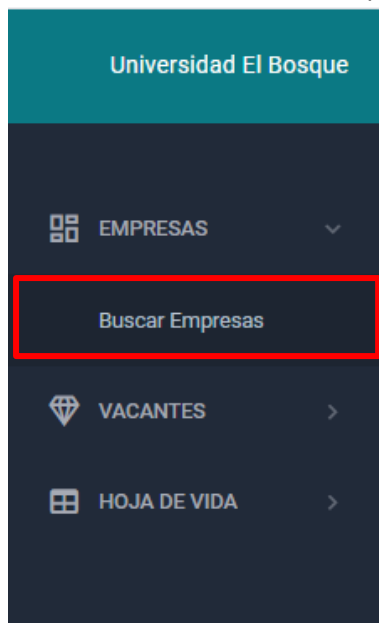 Universidad El Bosque
EMPRESAS
Buscar Empresas
VACANTES
HOJA DE VIDA